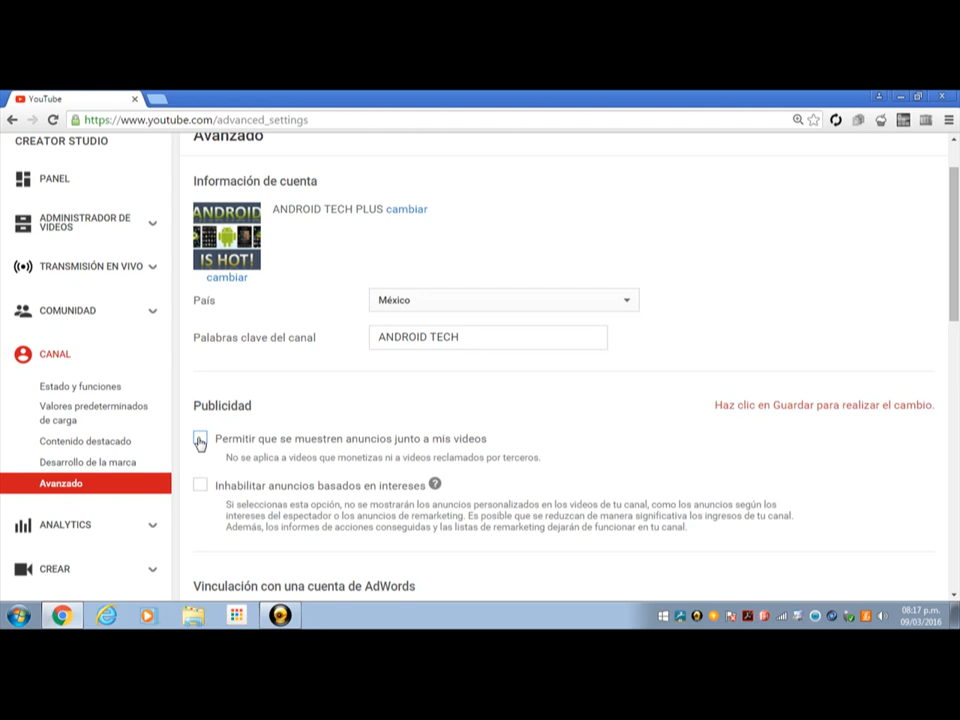 YouTube
https://www.youtube.com/advanced_settings
CREATOR STUDIO
PANEL
ADMINISTRADOR DE
VIDEOS
TRANSMISIÓN EN VIVO
COMUNIDAD
CANAL
Estado y funciones
Valores predeterminados
de carga
Contenido destacado
Desarrollo de la marca
Avanzado
ANALYTICS
CREAR
Avanzado
Información de cuenta
ANDROID
IS HOT!
cambiar
ANDROID TECH PLUS cambiar
País
México
Palabras clave del canal
ANDROID TECH
Publicidad
Haz clic en Guardar para realizar el cambio.
Permitir que se muestren anuncios junto a mis videos
No se aplica a videos que monetizas ni a videos reclamados por terceros.
Inhabilitar anuncios basados en intereses ?
Si seleccionas esta opción, no se mostrarán los anuncios personalizados en los videos de tu canal, como los anuncios según los
intereses del espectador o los anuncios de remarketing. Es posible que se reduzcan de manera significativa los ingresos de tu canal.
Además, los informes de acciones conseguidas y las listas de remarketing dejarán de funcionar en tu canal.
Vinculación con una cuenta de AdWords
08:17 p.m.
09/03/2016